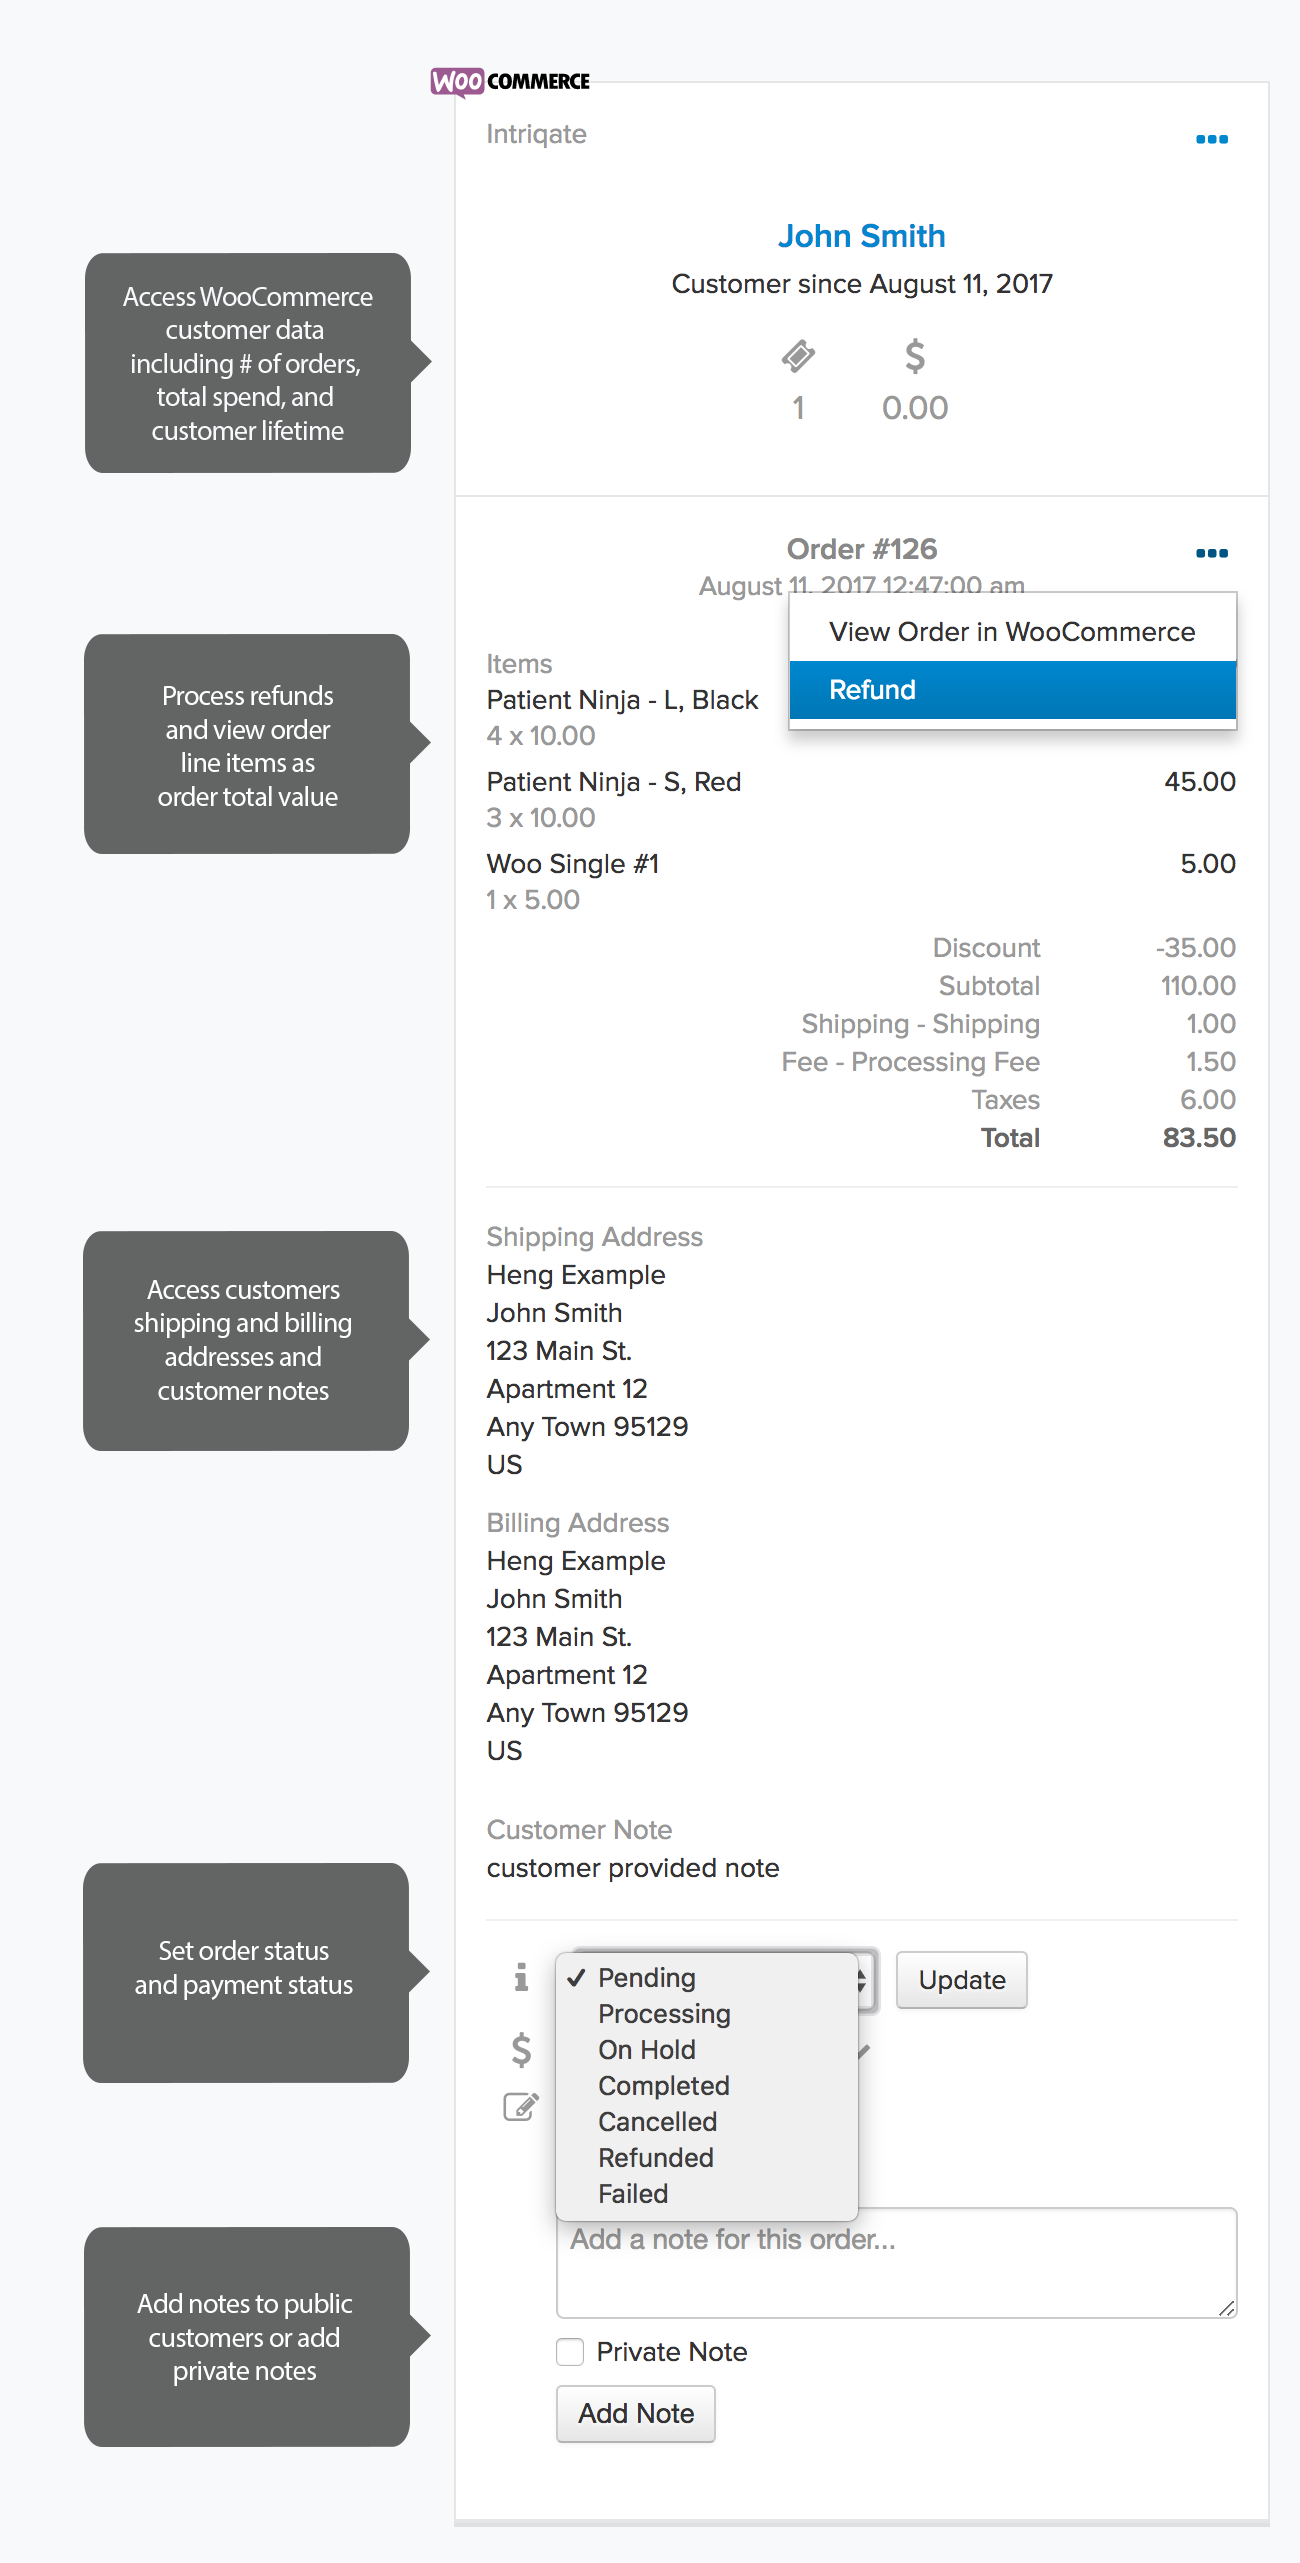 WOO COMMERCE
Intriqate
John Smith
Customer since August 11, 2017
1 0.00
Access WooCommerce
customer data
including # of orders,
total spend, and
customer lifetime
Order #126
August 11, 2017 12:47:00 am
View Order in WooCommerce
Refund
Process refunds
and view order
line items as
order total value
Items
Patient Ninja - L, Black
4 x 10.00
Patient Ninja - S, Red 45.00
3 x 10.00
Woo Single #1 5.00
1 x 5.00
Discount -35.00
Subtotal 110.00
Shipping - Shipping 1.00
Fee - Processing Fee 1.50
Taxes 6.00
Total 83.50
Access customers
shipping and billing
addresses and
customer notes
Shipping Address
Heng Example
John Smith
123 Main St.
Apartment 12
Any Town 95129
US
Billing Address
Heng Example
John Smith
123 Main St.
Apartment 12
Any Town 95129
US
Customer Note
customer provided note
Set order status
and payment status
Pending
Processing
On Hold
Completed
Cancelled
Refunded
Failed
Update
Add notes to public
customers or add
private notes
Add a note for this order...
Private Note
Add Note